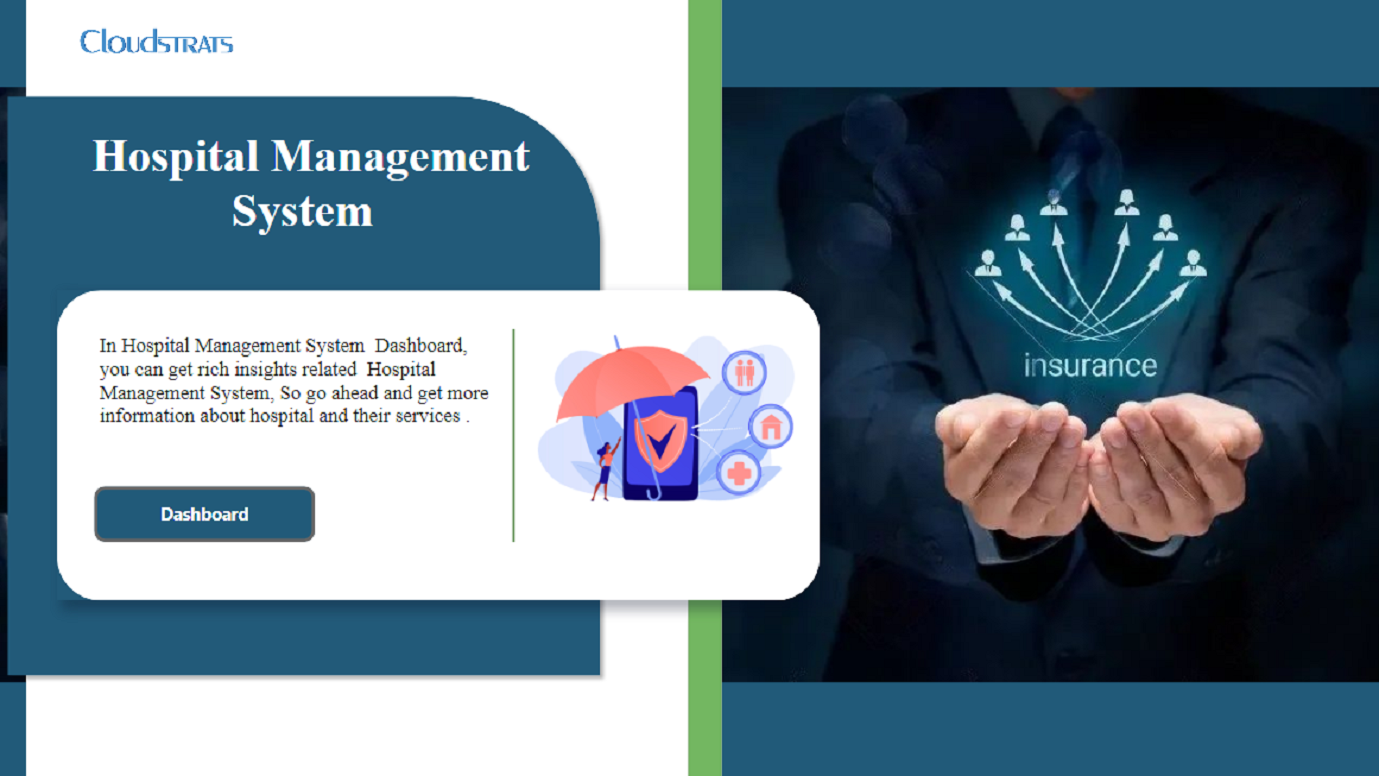 CloudSTRATS
Hospital Management
System
In Hospital Management System Dashboard,
you can get rich insights related Hospital
Management System, So go ahead and get more
information about hospital and their services .
Dashboard
insurance